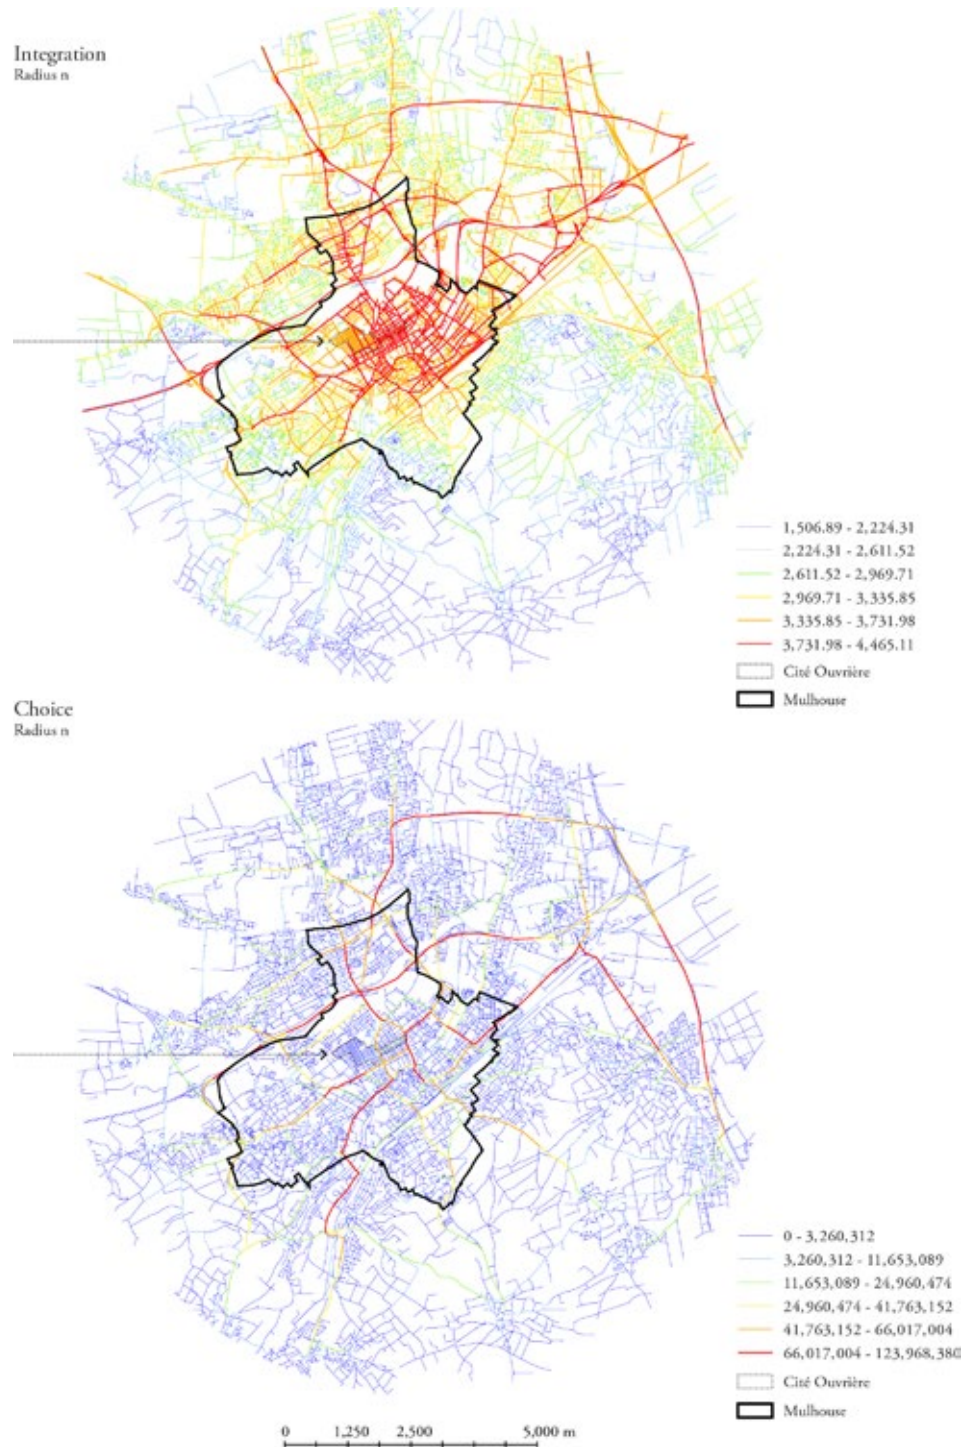 Integration
Radius n
1,506.89 - 2,224.31
2,224.31 - 2,611.52
2,611.52 - 2,969.71
2,969.71 - 3,335.85
3,335.85 - 3,731.98
3,731.98 - 4,465.11
Cité Ouvrière
Mulhouse
Choice
Radius n
0 - 3,260,312
3,260,312 - 11,653,089
11,653,089 - 24,960,474
24,960,474 - 41,763,152
41,763,152 - 66,017,004
66,017,004 - 123,968,380
Cité Ouvrière
Mulhouse
0 1,250 2,500 5,000 m